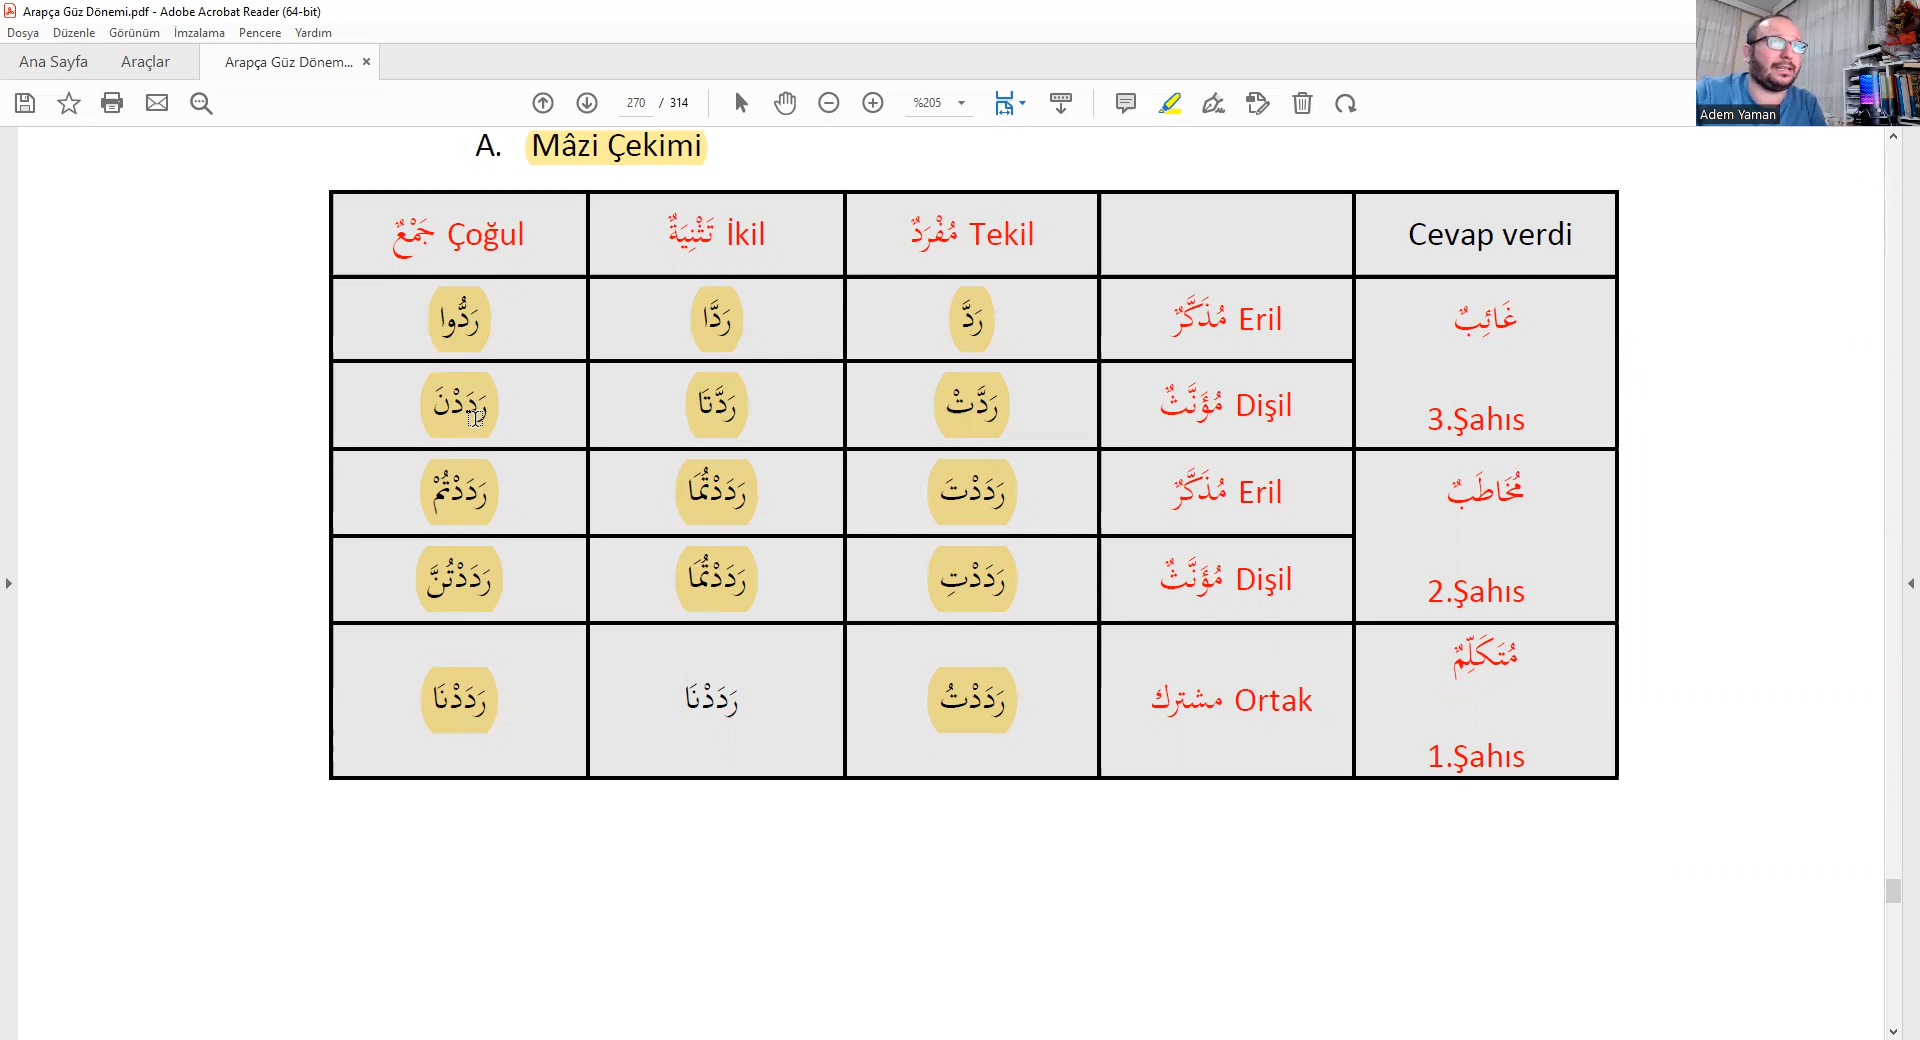 Arapça Güz Dönemi.pdf - Adobe Acrobat Reader (64-bit)
Dosya Düzenle Görünüm İmzalama Pencere Yardım
Ana Sayfa Araçlar Arapça Güz Dönem... ×
270 / 314 %205
Adem Yaman
A. Mâzi Çekimi
جَمْعٌ Çoğul تَثْنِيَةٌ İkil مُفْرَدٌ Tekil Cevap verdi
رَدُّوا رَدَّا رَدَّ مُذَكَّرٌ Eril غَائِبٌ
رَدَدْنَ رَدَّتَا رَدَّتْ مُؤَنَّثٌ Dişil 3.Şahıs
رَدَدْتُمْ رَدَدْتُمَا رَدَدْتَ مُذَكَّرٌ Eril مُخَاطَبٌ
رَدَدْتُنَّ رَدَدْتُمَا رَدَدْتِ مُؤَنَّثٌ Dişil 2.Şahıs
مُتَكَلِّمٌ
رَدَدْنَا رَدَدْنَا رَدَدْتُ مشترك Ortak
1.Şahıs